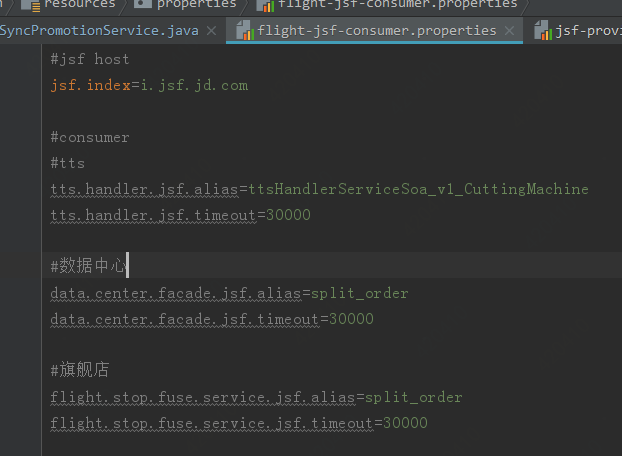 resources properties flight-jsf-consumer.properties
SyncPromotionService.java flight-jsf-consumer.properties jsf-prov
#jsf host
jsf.index=i.jsf.jd.com
#consumer
#tts
tts.handler.jsf.alias=ttsHandlerServiceSoa_v1_CuttingMachine
tts.handler.jsf.timeout=30000
#数据中心
data.center.facade.jsf.alias=split_order
data.center.facade.jsf.timeout=30000
#旗舰店
flight.stop.fuse.service.jsf.alias=split_order
flight.stop.fuse.service.jsf.timeout=30000